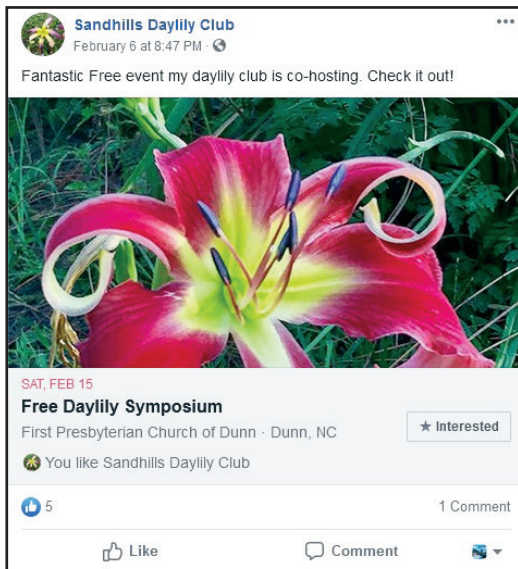 Sandhills Daylily Club
February 6 at 8:47 PM ·
Fantastic Free event my daylily club is co-hosting. Check it out!
SAT, FEB 15
Free Daylily Symposium
First Presbyterian Church of Dunn · Dunn, NC
★ Interested
You like Sandhills Daylily Club
5
1 Comment
Like
Comment